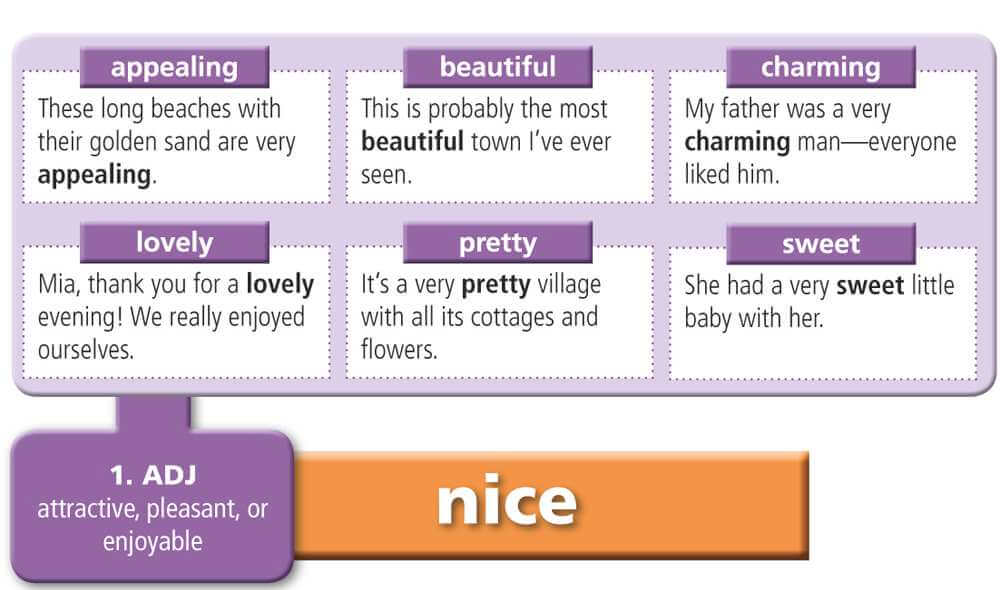 appealing
These long beaches with
their golden sand are very
appealing.
beautiful
This is probably the most
beautiful town I've ever
seen.
charming
My father was a very
charming man—everyone
liked him.
lovely
Mia, thank you for a lovely
evening! We really enjoyed
ourselves.
pretty
It's a very pretty village
with all its cottages and
flowers.
sweet
She had a very sweet little
baby with her.
1. ADJ
attractive, pleasant, or
enjoyable
nice